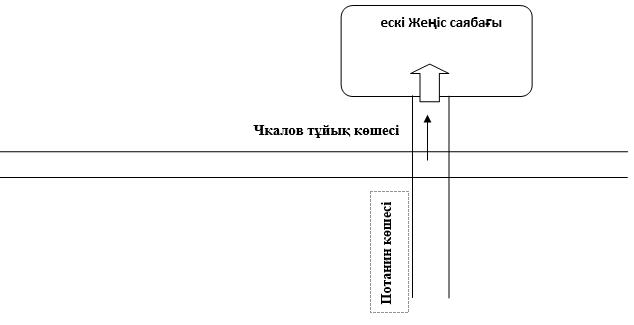 ескі Жеңіс саябағы
Чкалов тұйық көшесі
Потанин көшесі